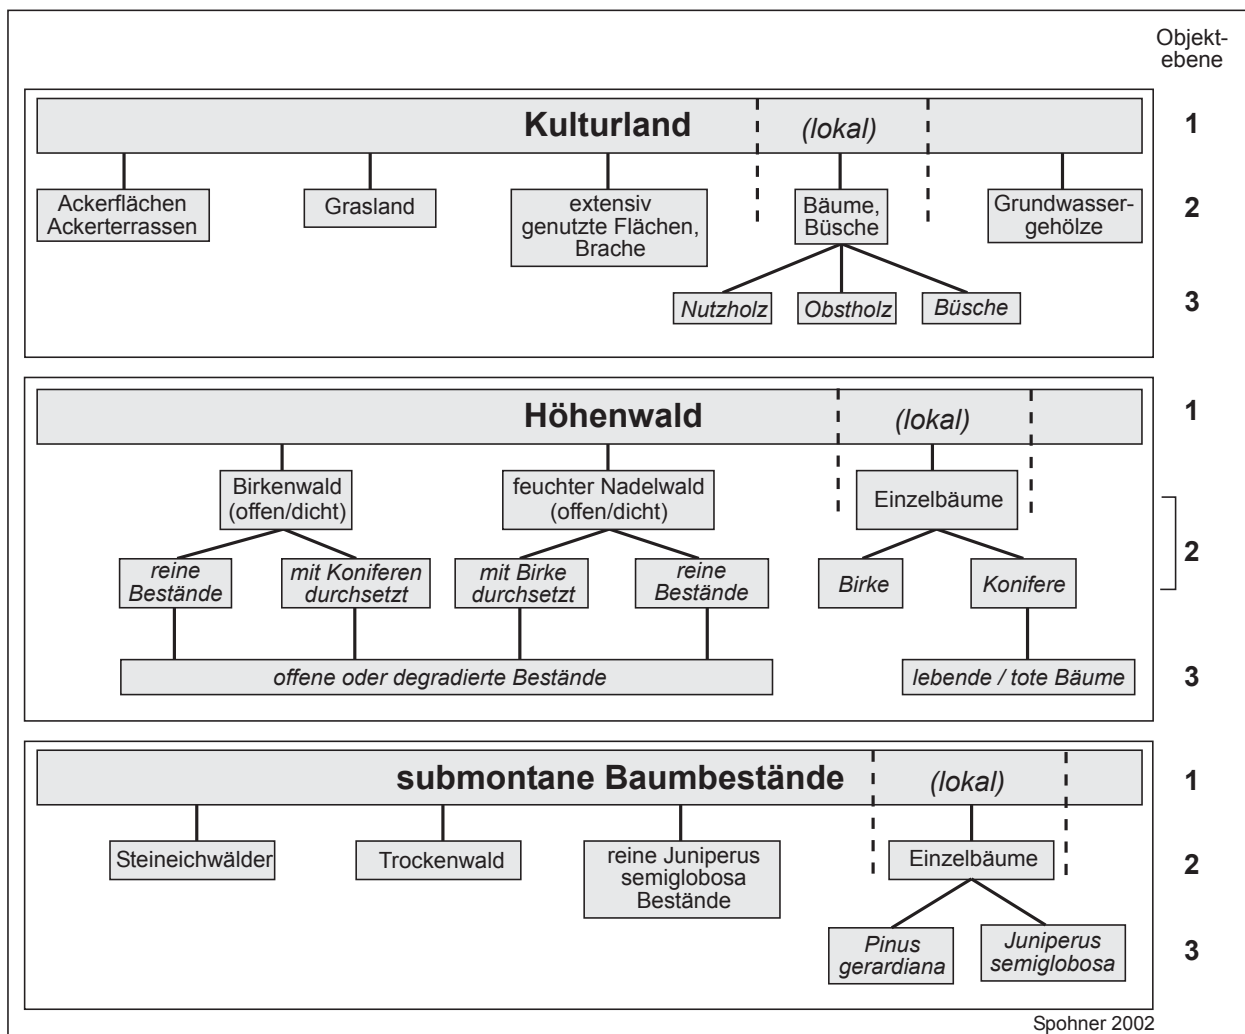 Objekt-
ebene
Kulturland
(lokal)
1
Ackerflächen
Ackerterrassen
Grasland
extensiv
genutzte Flächen,
Brache
Bäume,
Büsche
Grundwasser-
gehölze
2
Nutzholz
Obstholz
Büsche
3
Höhenwald
(lokal)
1
Birkenwald
(offen/dicht)
feuchter Nadelwald
(offen/dicht)
Einzelbäume
2
reine
Bestände
mit Koniferen
durchsetzt
mit Birke
durchsetzt
reine
Bestände
Birke
Konifere
offene oder degradierte Bestände
lebende / tote Bäume
3
submontane Baumbestände
(lokal)
1
Steineichwälder
Trockenwald
reine Juniperus
semiglobosa
Bestände
Einzelbäume
2
Pinus
gerardiana
Juniperus
semiglobosa
3
Spohner 2002